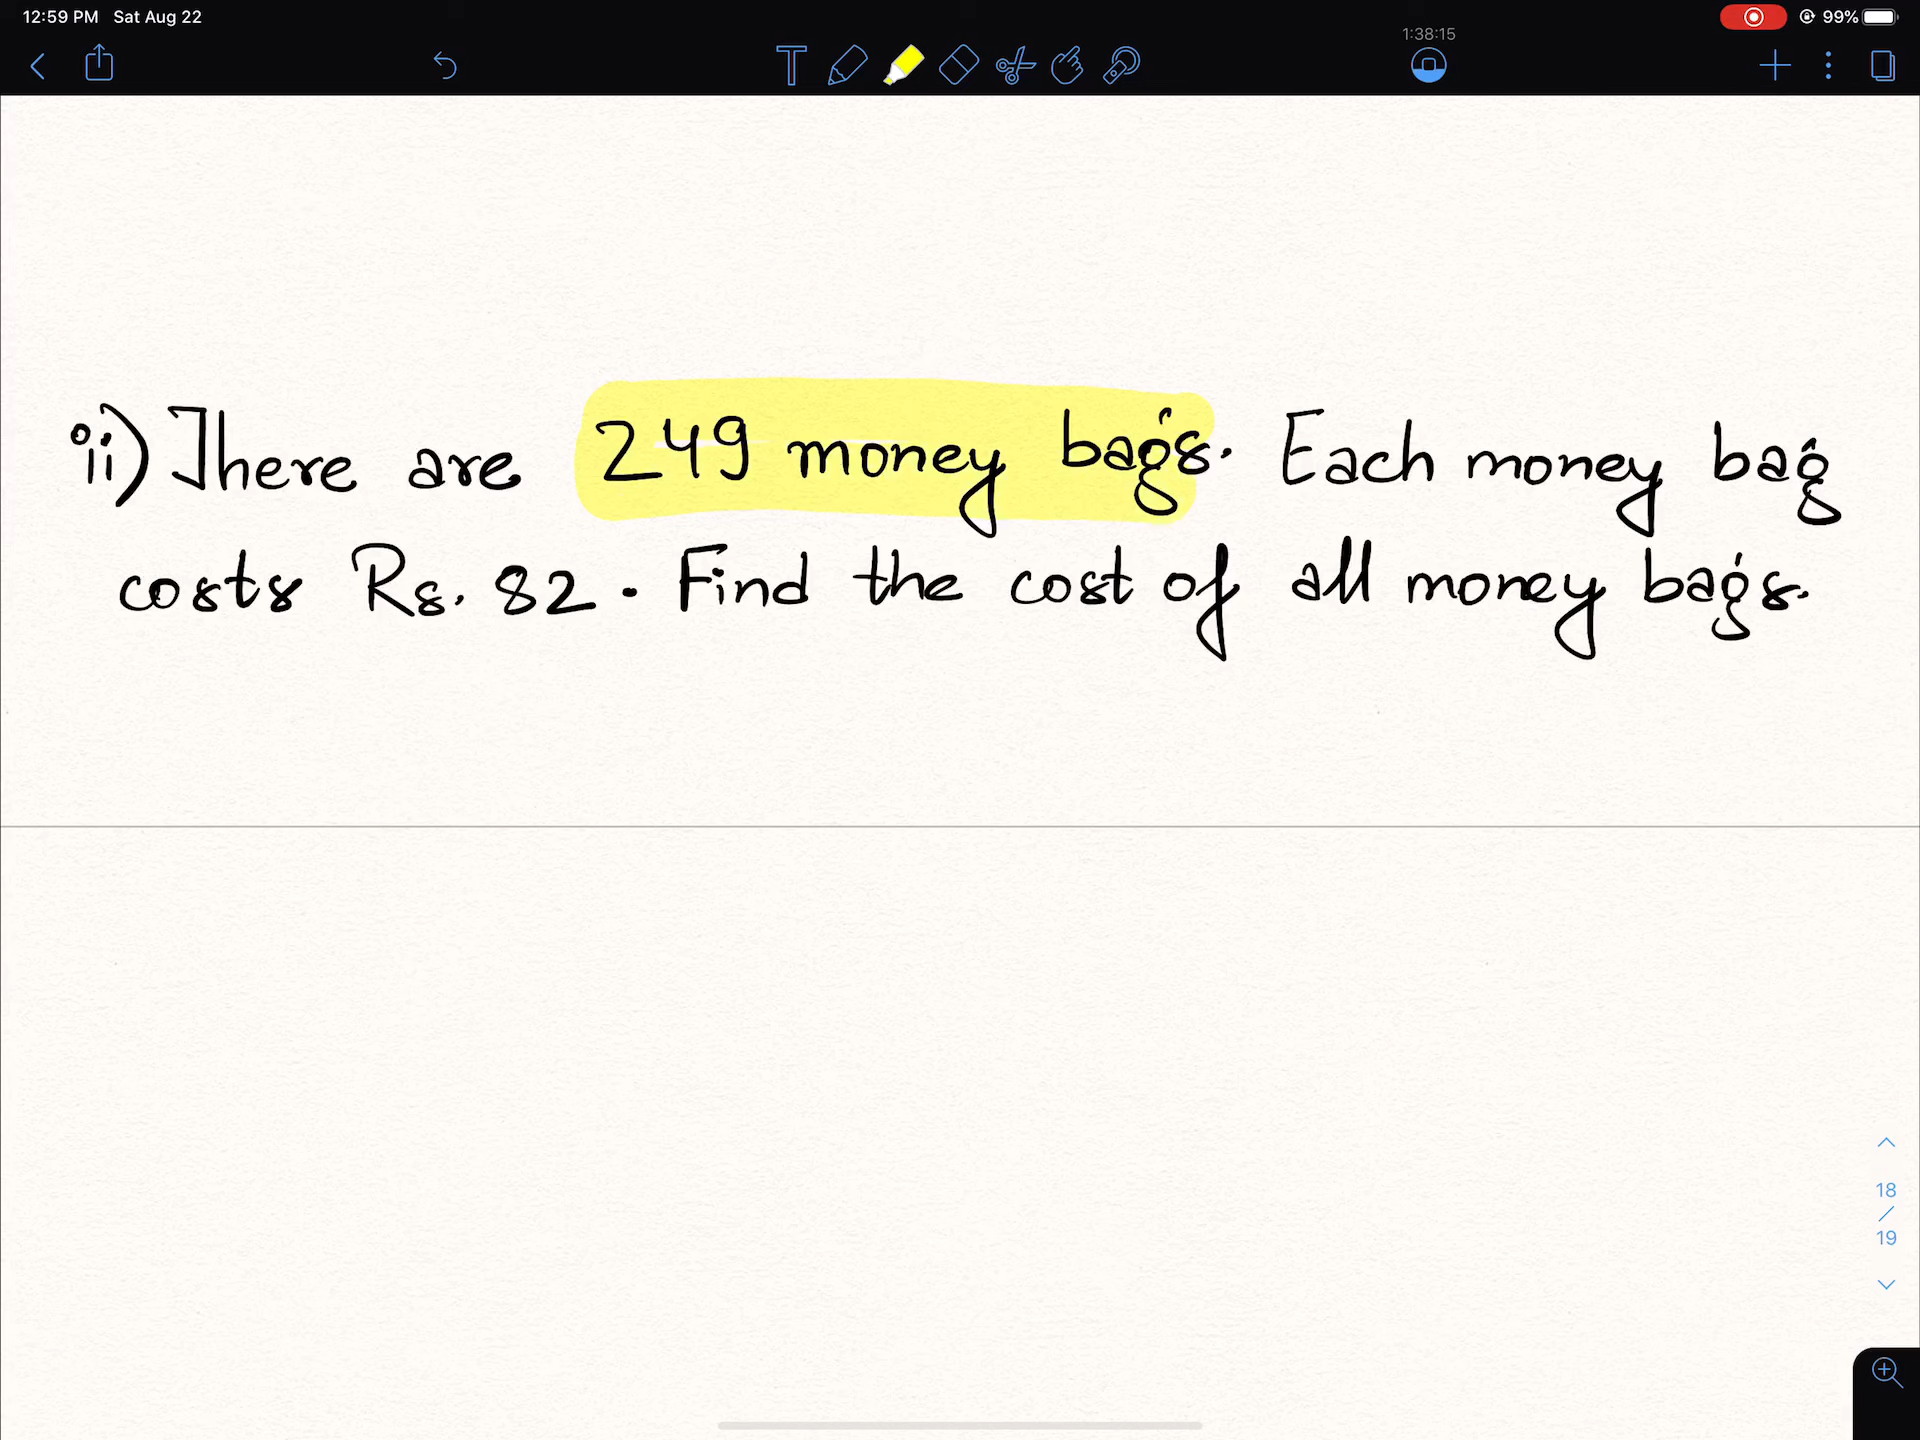 12:59 PM Sat Aug 22
99%
1:38:15
T
ii) There are 249 money bags. Each money bag
costs Rs. 82. Find the cost of all money bags.
18
/
19